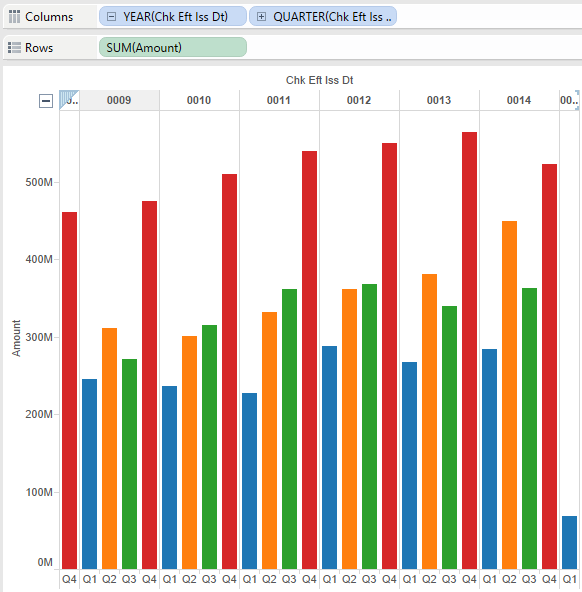 Columns YEAR(Chk Eft Iss Dt) QUARTER(Chk Eft Iss ..
Rows SUM(Amount)
Chk Eft Iss Dt
0.. 0009 0010 0011 0012 0013 0014 00..
500M
400M
300M
200M
100M
0M
Amount
Q4 Q1 Q2 Q3 Q4 Q1 Q2 Q3 Q4 Q1 Q2 Q3 Q4 Q1 Q2 Q3 Q4 Q1 Q2 Q3 Q4 Q1 Q2 Q3 Q4 Q1